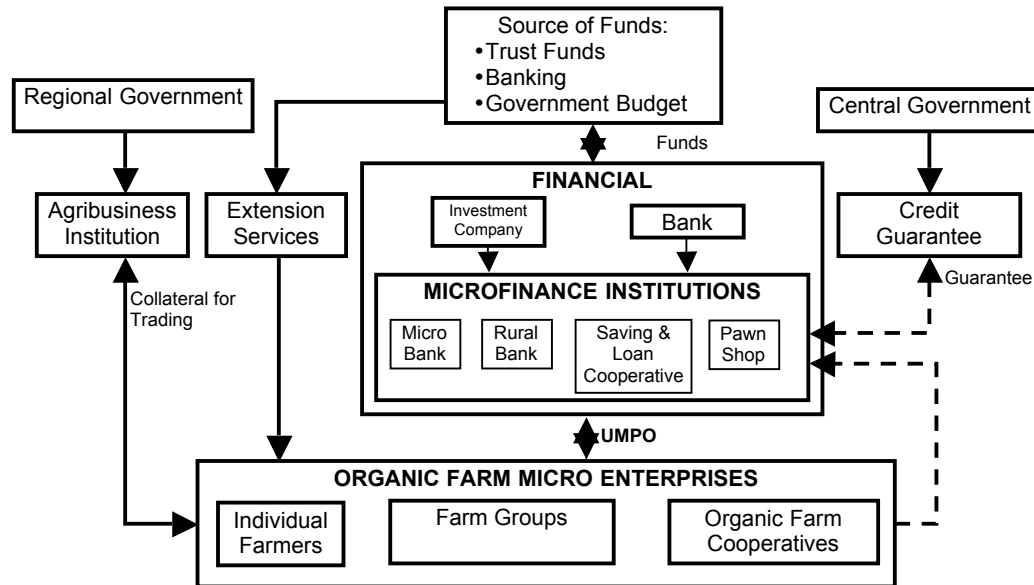 Source of Funds:
•Trust Funds
•Banking
•Government Budget
Regional Government
Central Government
Funds
FINANCIAL
Agribusiness
Institution
Extension
Services
Investment
Company
Bank
Credit
Guarantee
Collateral for
Trading
Guarantee
MICROFINANCE INSTITUTIONS
Micro
Bank
Rural
Bank
Saving &
Loan
Cooperative
Pawn
Shop
UMPO
ORGANIC FARM MICRO ENTERPRISES
Individual
Farmers
Farm Groups
Organic Farm
Cooperatives